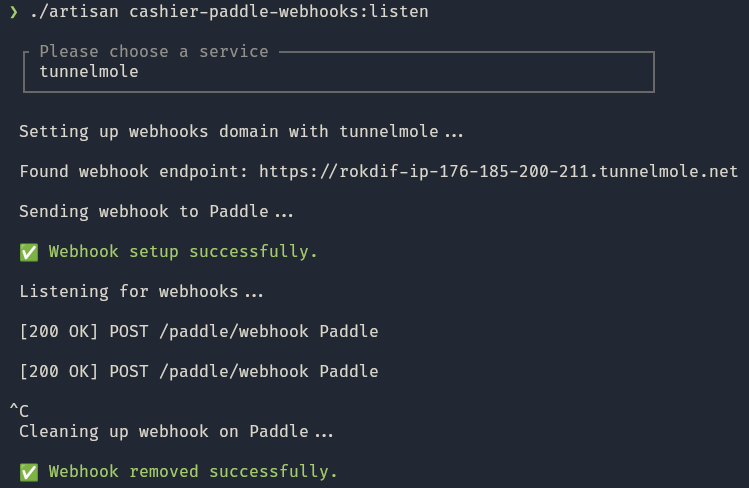 ❯ ./artisan cashier-paddle-webhooks:listen
Please choose a service
tunnelmole
Setting up webhooks domain with tunnelmole...
Found webhook endpoint: https://rokdif-ip-176-185-200-211.tunnelmole.net
Sending webhook to Paddle...
✅ Webhook setup successfully.
Listening for webhooks...
[200 OK] POST /paddle/webhook Paddle
[200 OK] POST /paddle/webhook Paddle
^C
Cleaning up webhook on Paddle...
✅ Webhook removed successfully.